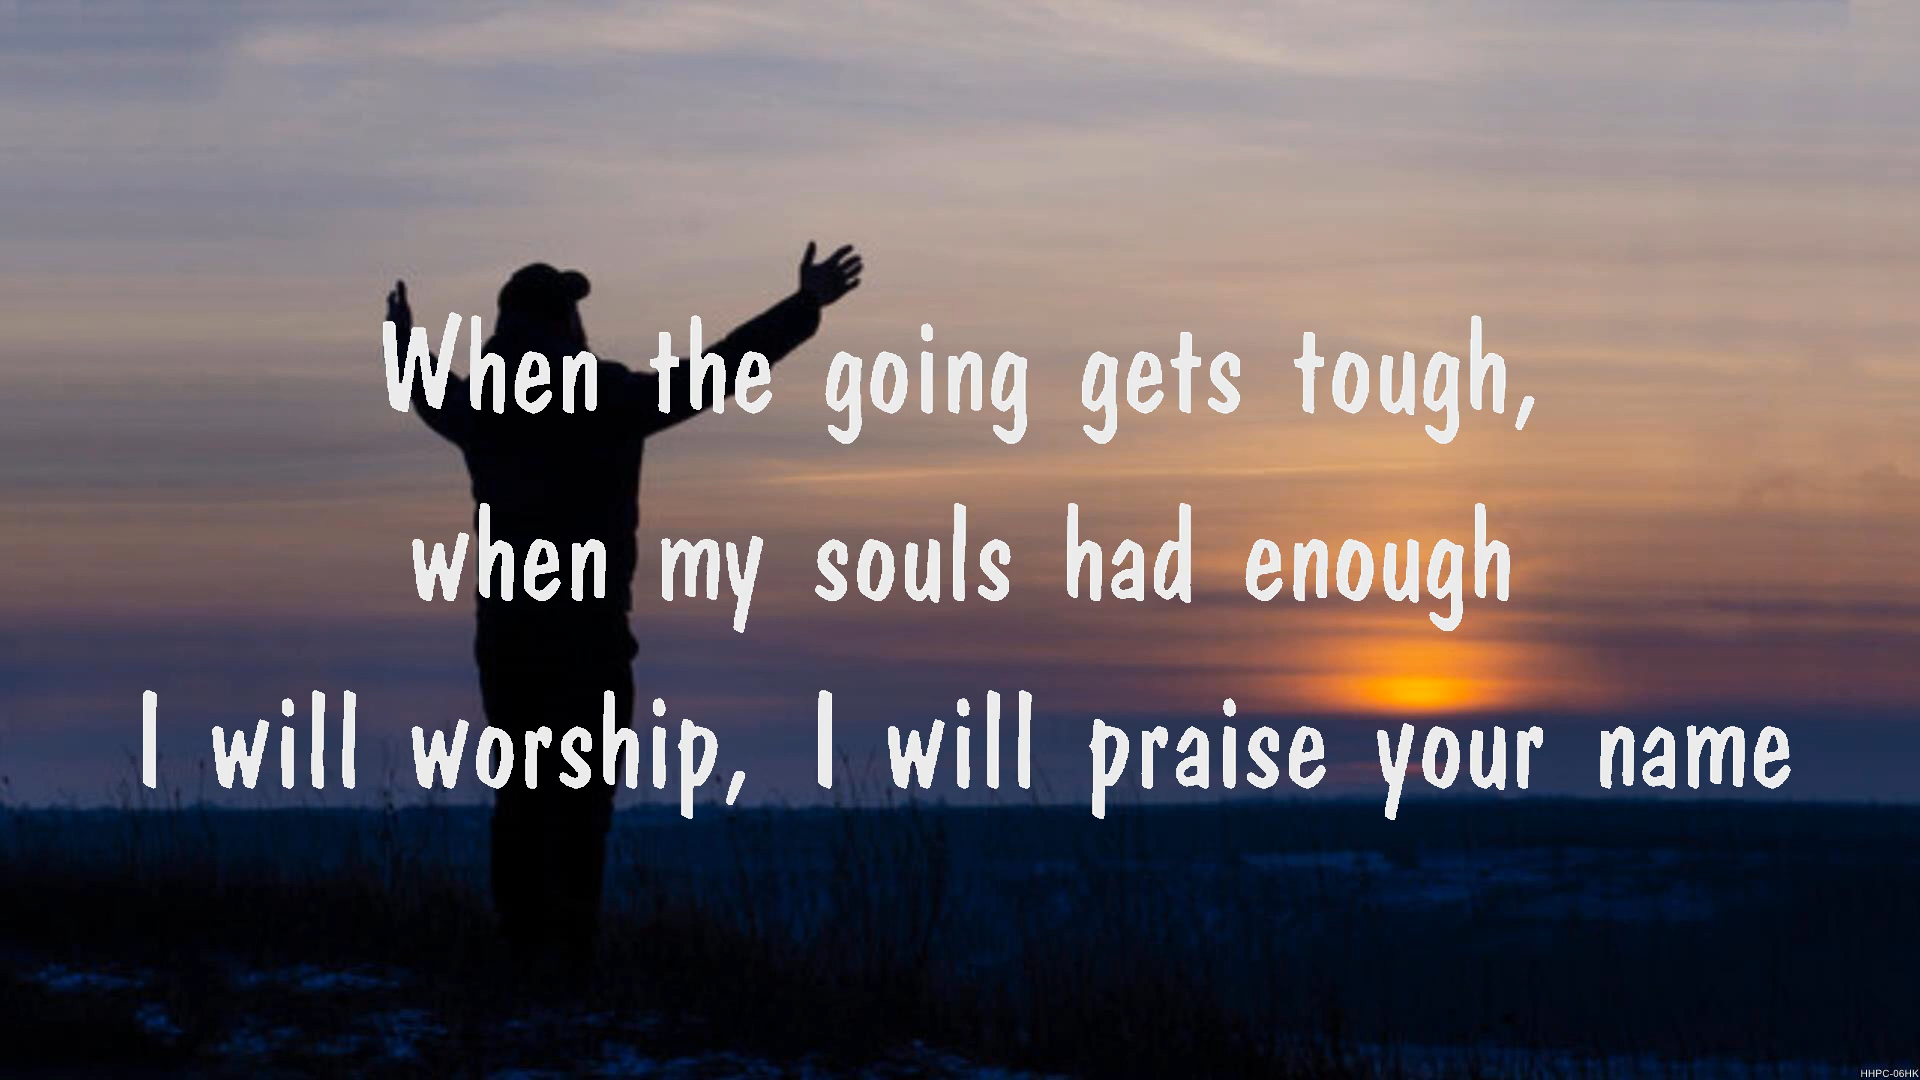 When the going gets tough,
when my souls had enough
I will worship, I will praise your name
HHPC-06HK